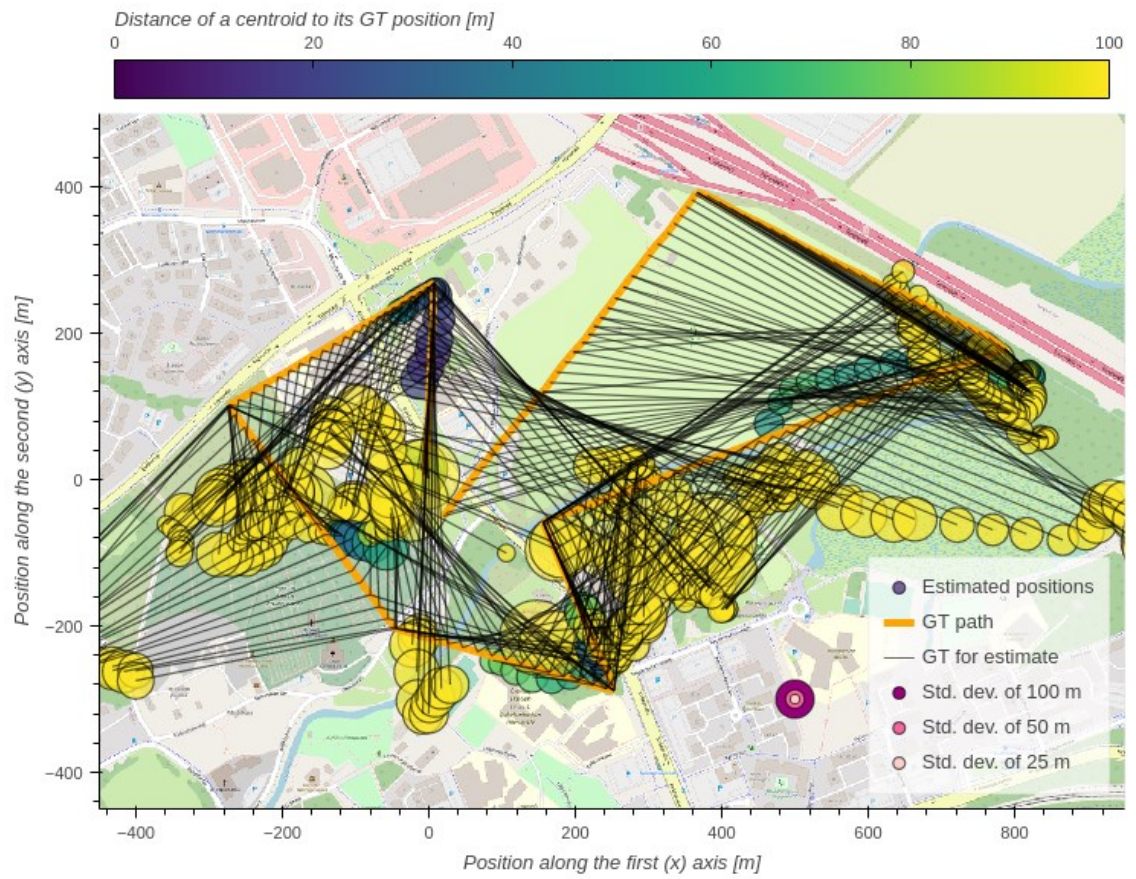 Distance of a centroid to its GT position [m]
0 20 40 60 80 100
400
200
0
−200
−400
Position along the second (y) axis [m]
Estimated positions
GT path
GT for estimate
Std. dev. of 100 m
Std. dev. of 50 m
Std. dev. of 25 m
−400 −200 0 200 400 600 800
Position along the first (x) axis [m]